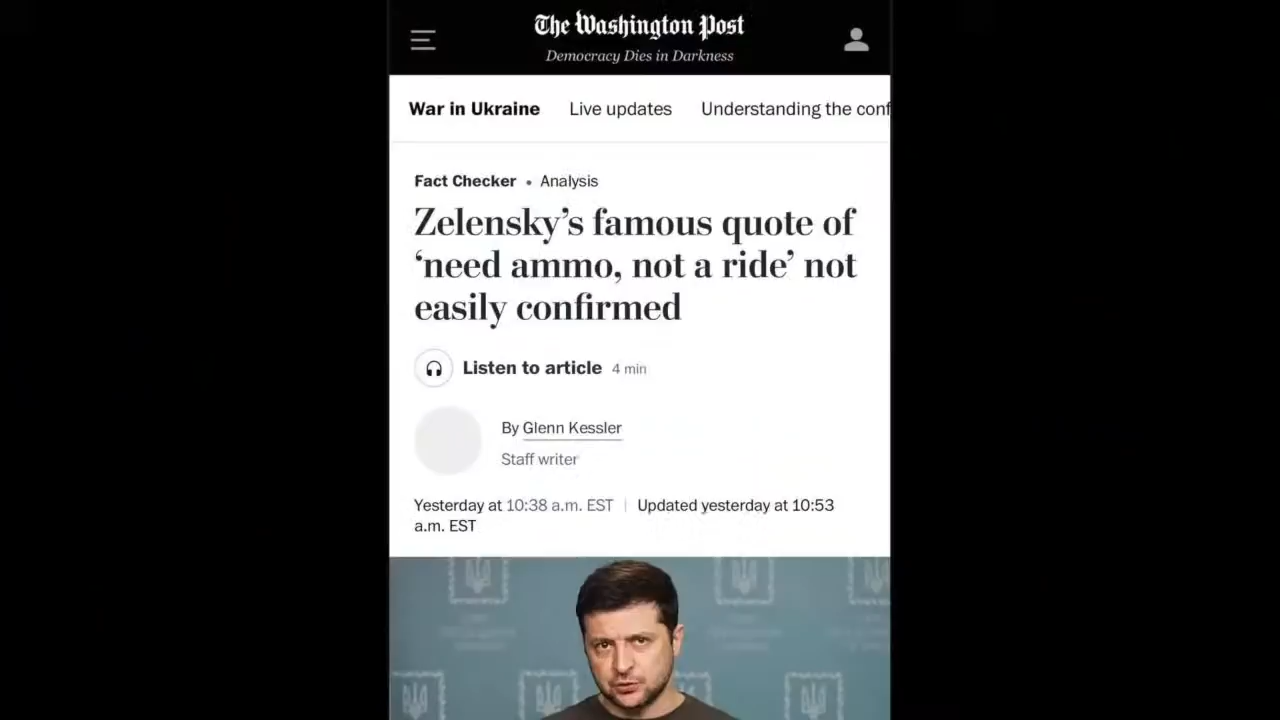 The Washington Post
Democracy Dies in Darkness
War in Ukraine Live updates Understanding the conf
Fact Checker • Analysis
Zelensky's famous quote of
'need ammo, not a ride' not
easily confirmed
Listen to article 4 min
By Glenn Kessler
Staff writer
Yesterday at 10:38 a.m. EST | Updated yesterday at 10:53
a.m. EST